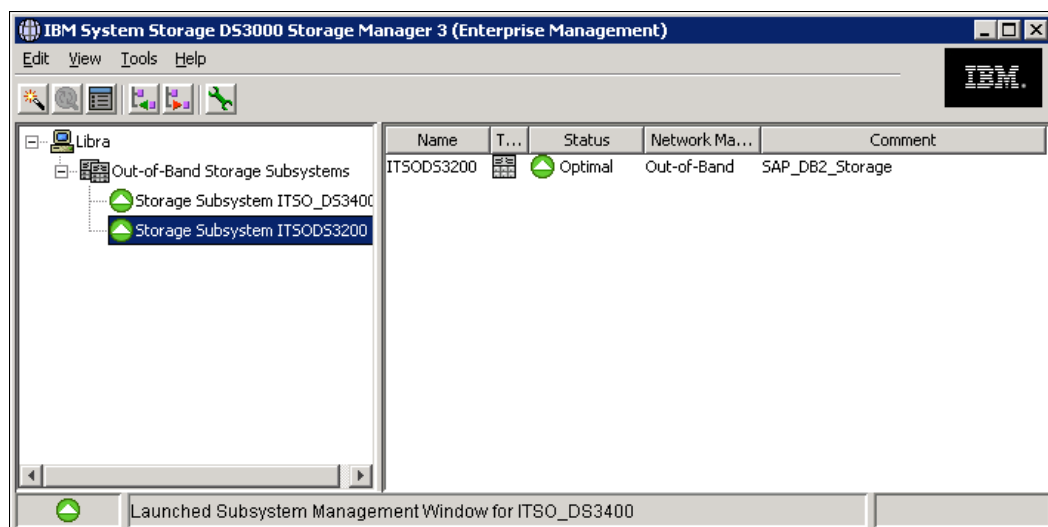 IBM System Storage DS3000 Storage Manager 3 (Enterprise Management)
Edit View Tools Help
IBM.
Libra
Out-of-Band Storage Subsystems
Storage Subsystem ITSO_DS3400
Storage Subsystem ITSODS3200
Name T... Status Network Ma... Comment
ITSODS3200 Optimal Out-of-Band SAP_DB2_Storage
Launched Subsystem Management Window for ITSO_DS3400